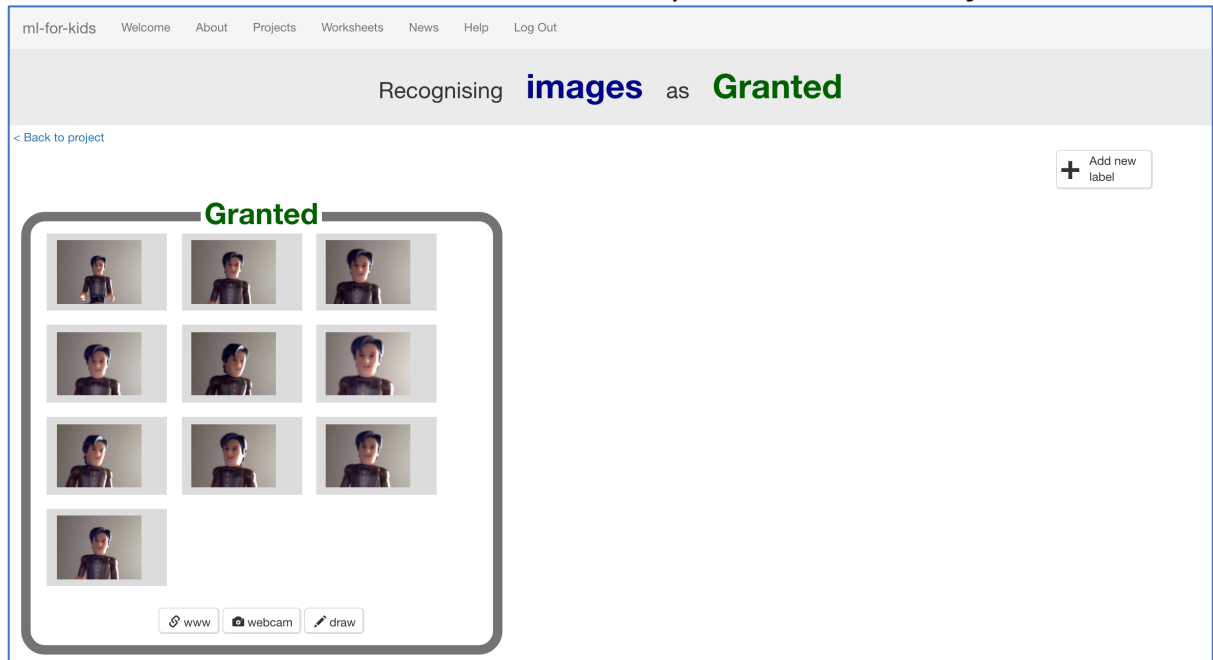 ml-for-kids Welcome About Projects Worksheets News Help Log Out
Recognising images as Granted
< Back to project
Add new
label
Granted
www webcam draw